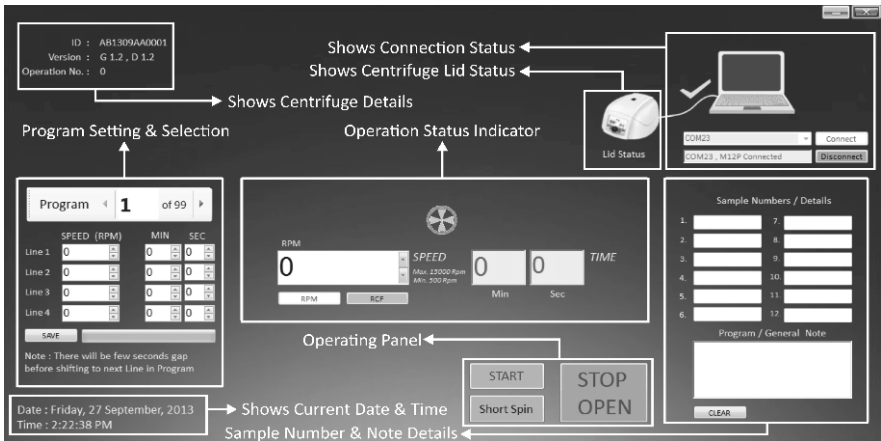 ID : AB1309AA0001
Version : G 1.2 , D 1.2
Operation No. : 0
Shows Centrifuge Details
Shows Connection Status
Shows Centrifuge Lid Status
Lid Status
COM23
Connect
COM23 , M12P Connected
Disconnect
Program Setting & Selection
Operation Status Indicator
Program 1 of 99
SPEED (RPM) MIN SEC
Line 1 0 0 0
Line 2 0 0 0
Line 3 0 0 0
Line 4 0 0 0
SAVE
Note : There will be few seconds gap
before shifting to next Line in Program
RPM
0
SPEED
Max. 15000 Rpm
Min. 500 Rpm
RPM
RCF
0 0 TIME
Min Sec
Sample Numbers / Details
1. 7.
2. 8.
3. 9.
4. 10.
5. 11.
6. 12.
Program / General Note
CLEAR
Operating Panel
START
Short Spin
STOP
OPEN
Date : Friday, 27 September, 2013
Time : 2:22:38 PM
Shows Current Date & Time
Sample Number & Note Details